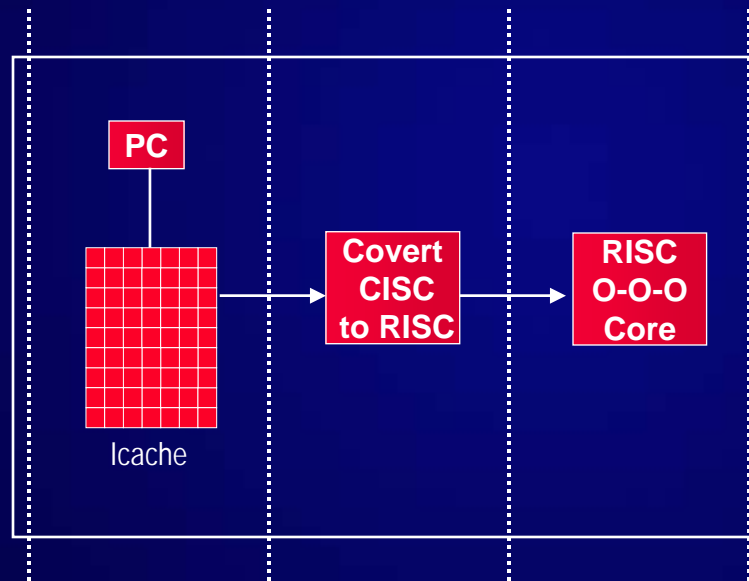 PC
Icache
Covert
CISC
to RISC
RISC
O-O-O
Core